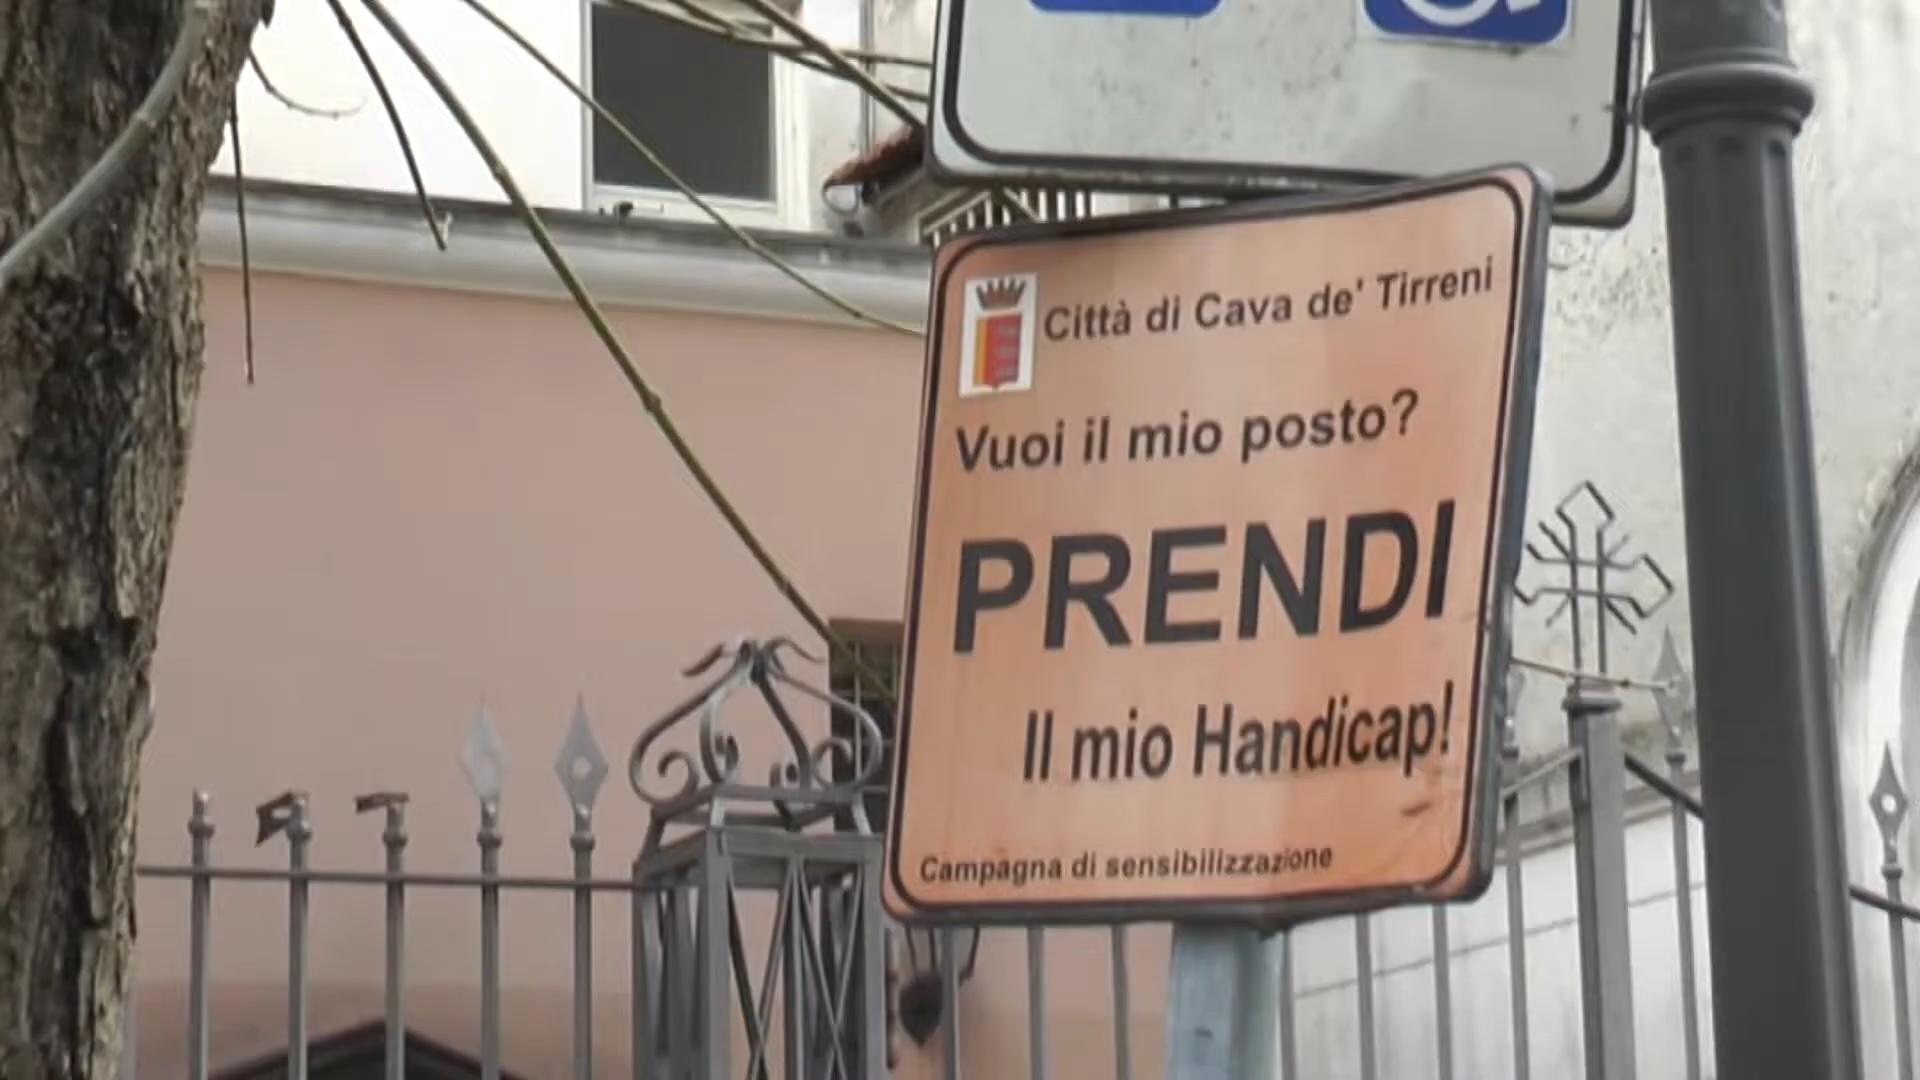 Città di Cava de' Tirreni
Vuoi il mio posto?
PRENDI
Il mio Handicap!
Campagna di sensibilizzazione